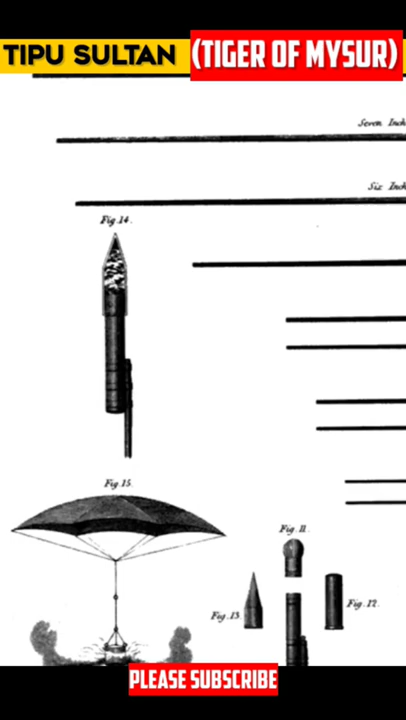 TIPU SULTAN (TIGER OF MYSUR)
Seven Inch
Six Inch
Fig. 14.
Fig. 15.
Fig. 11.
Fig. 13.
Fig. 12.
PLEASE SUBSCRIBE